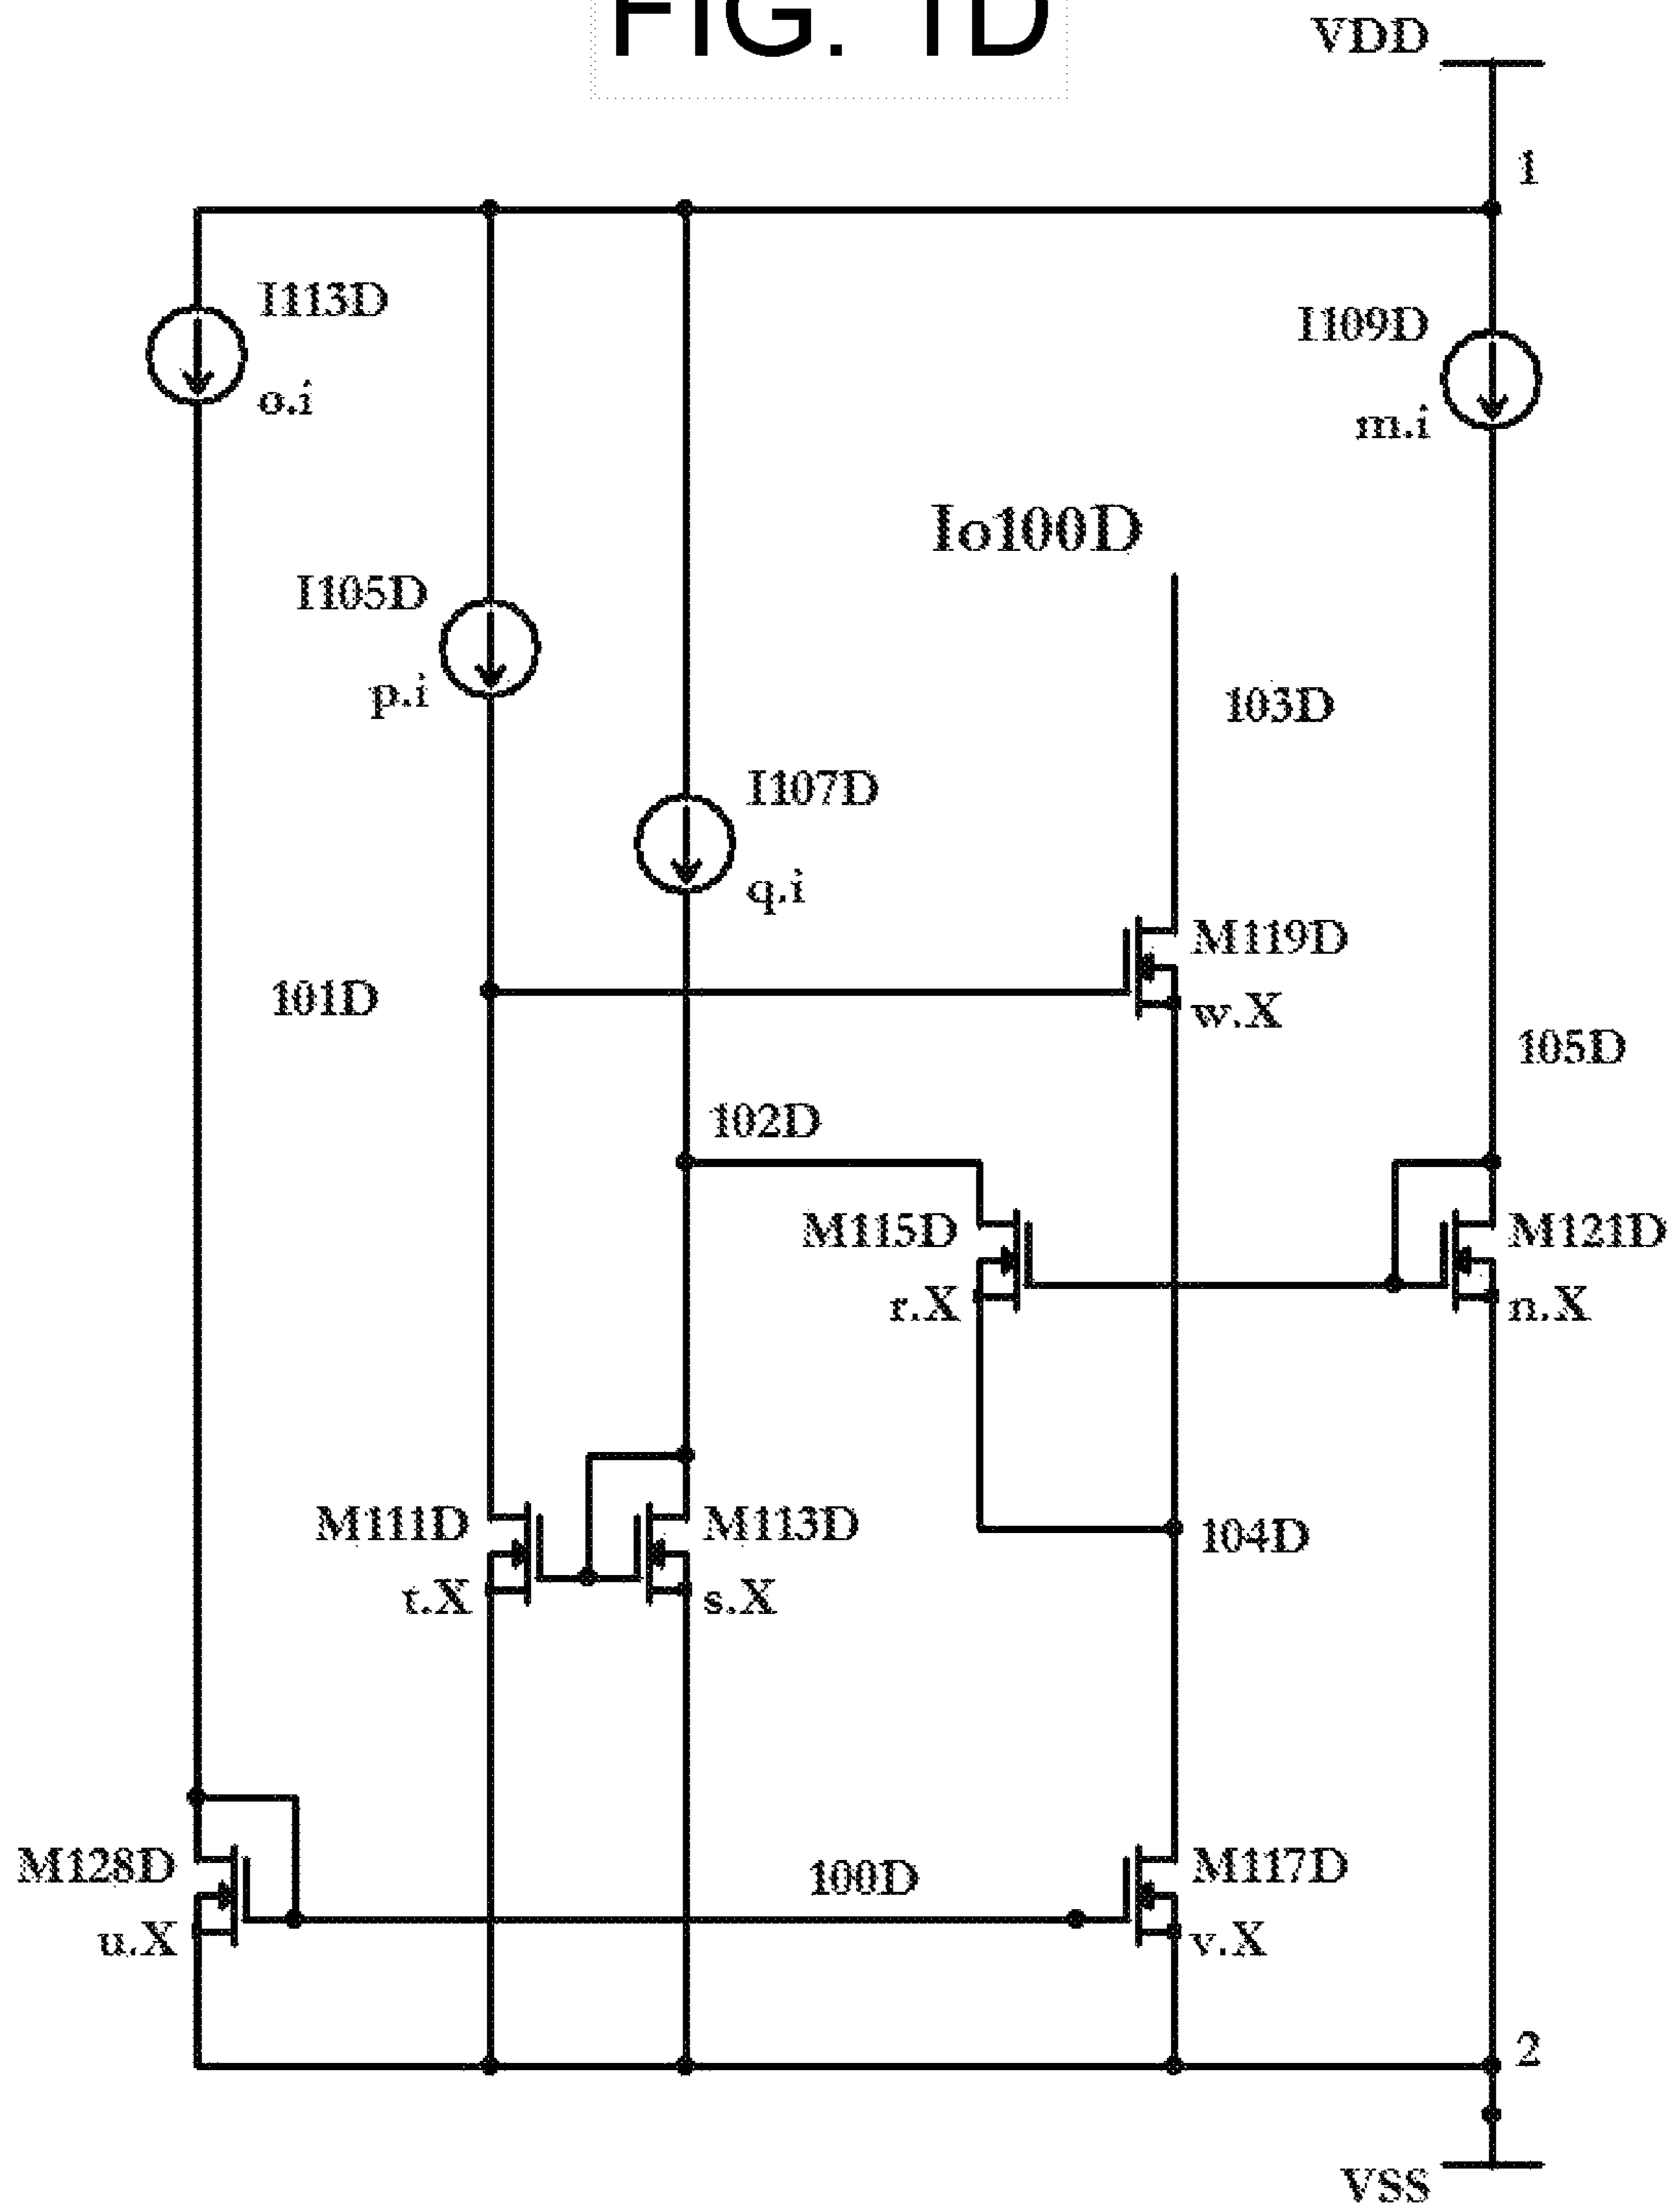 FIG. 1D
VDD
1
I113D
o.i
I109D
m.i
Io100D
I105D
p.i
103D
I107D
q.i
M119D
w.X
101D
105D
102D
M115D
r.X
M121D
n.X
M111D
t.X
M113D
s.X
104D
M128D
u.X
100D
M117D
v.X
2
VSS